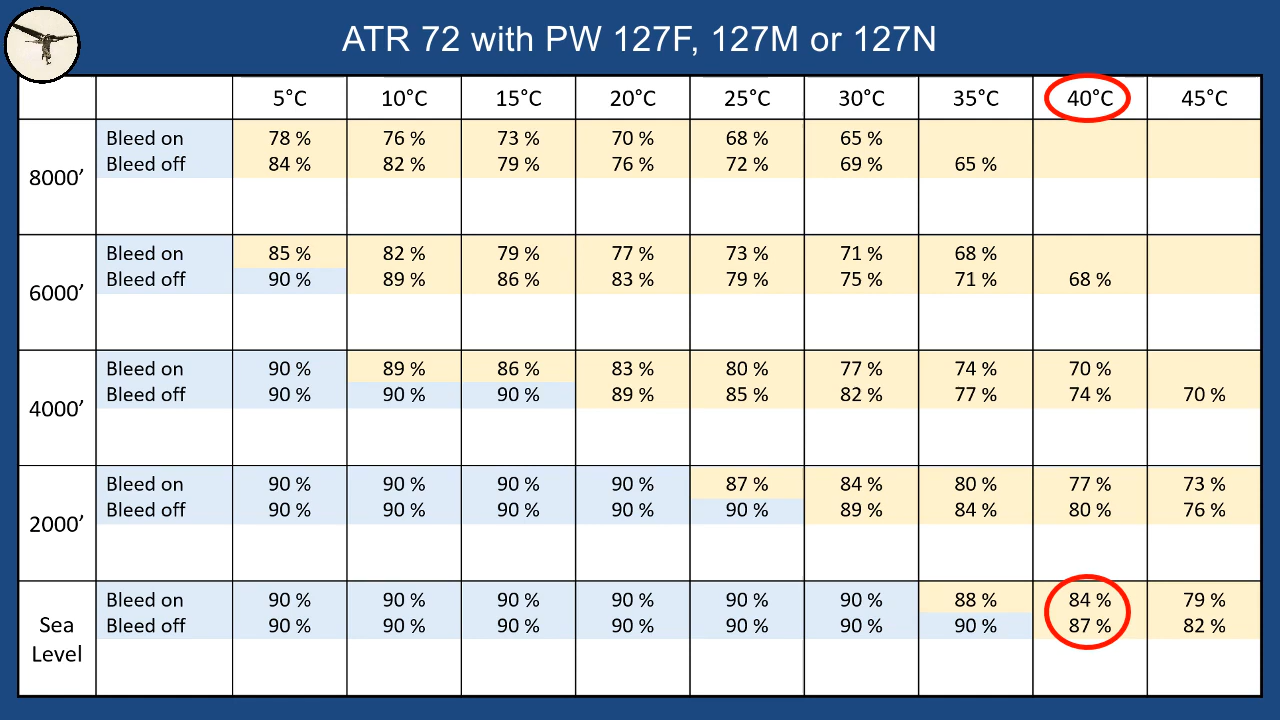 ATR 72 with PW 127F, 127M or 127N
5°C 10°C 15°C 20°C 25°C 30°C 35°C 40°C 45°C
8000’
Bleed on 78 % 76 % 73 % 70 % 68 % 65 %
Bleed off 84 % 82 % 79 % 76 % 72 % 69 % 65 %
6000’
Bleed on 85 % 82 % 79 % 77 % 73 % 71 % 68 %
Bleed off 90 % 89 % 86 % 83 % 79 % 75 % 71 % 68 %
4000’
Bleed on 90 % 89 % 86 % 83 % 80 % 77 % 74 % 70 %
Bleed off 90 % 90 % 90 % 89 % 85 % 82 % 77 % 74 % 70 %
2000’
Bleed on 90 % 90 % 90 % 90 % 87 % 84 % 80 % 77 % 73 %
Bleed off 90 % 90 % 90 % 90 % 90 % 89 % 84 % 80 % 76 %
Sea
Level
Bleed on 90 % 90 % 90 % 90 % 90 % 90 % 88 % 84 % 79 %
Bleed off 90 % 90 % 90 % 90 % 90 % 90 % 90 % 87 % 82 %